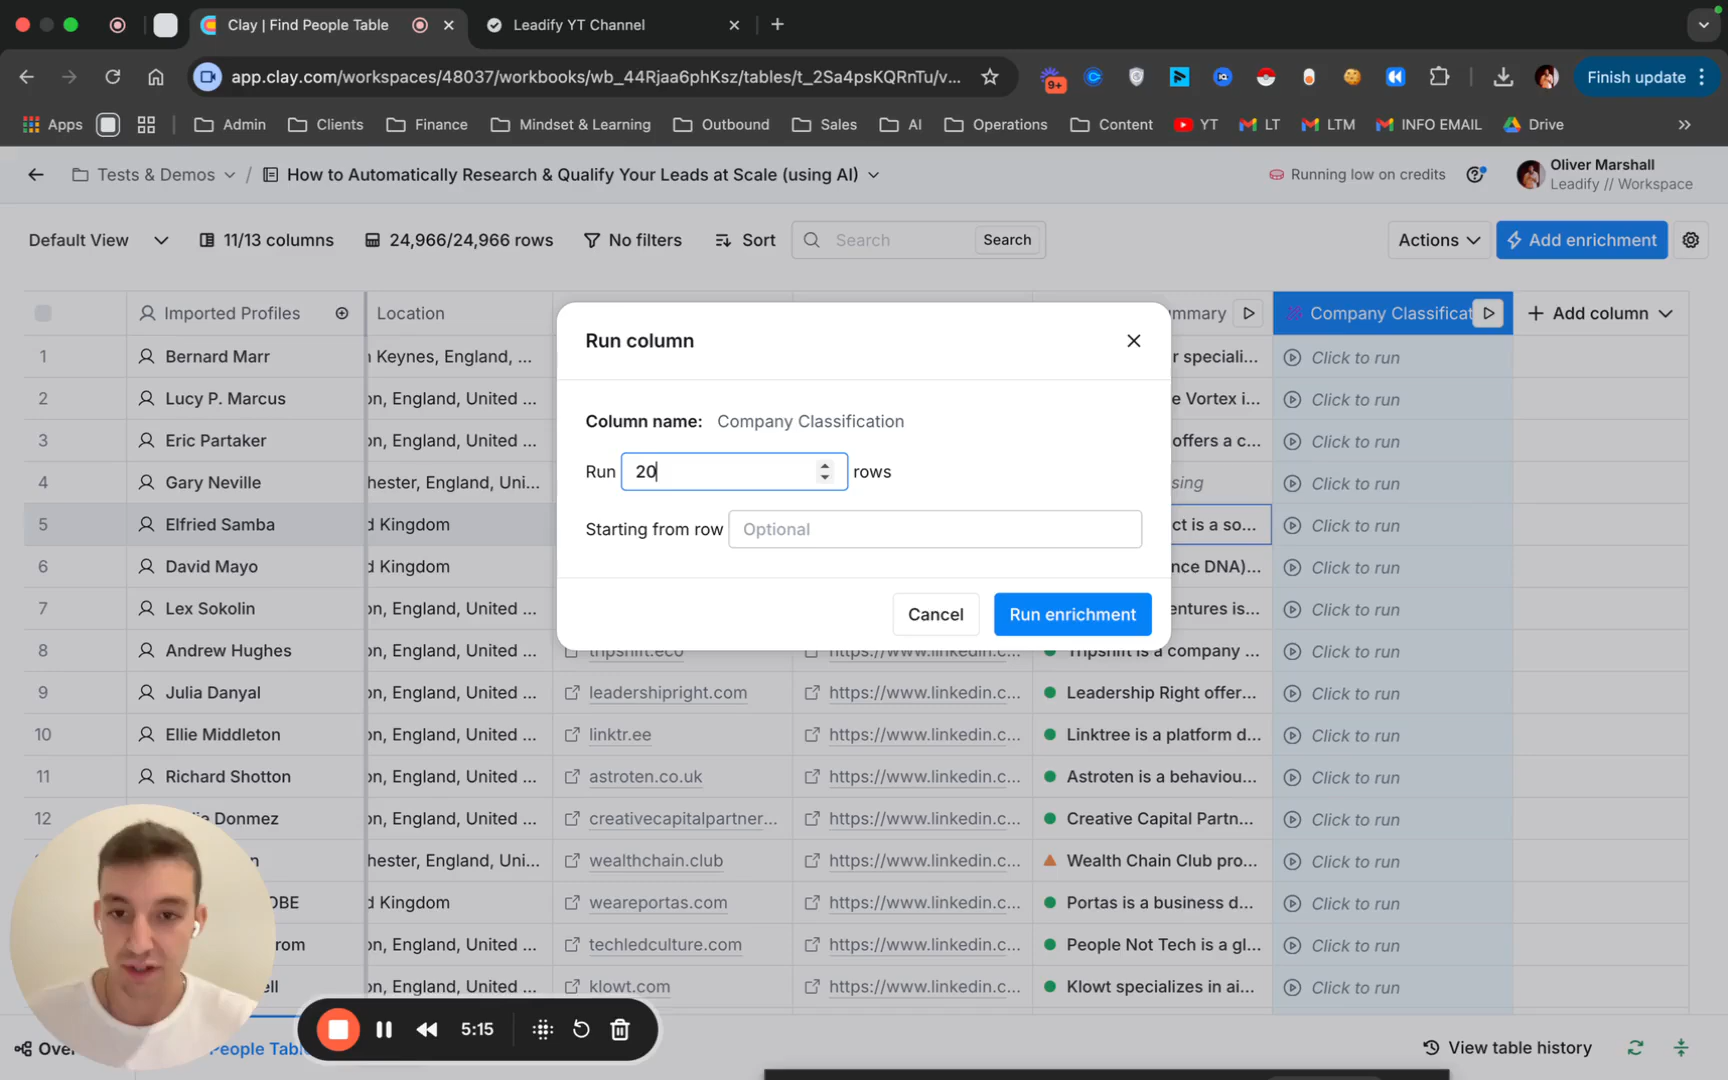 Clay | Find People Table
Leadify YT Channel
app.clay.com/workspaces/48037/workbooks/wb_44Rjaa6phKsz/tables/t_2Sa4psKQRnTu/v...
9+
Finish update
Apps
Admin
Clients
Finance
Mindset & Learning
Outbound
Sales
AI
Operations
Content
YT
LT
LTM
INFO EMAIL
Drive
Tests & Demos / How to Automatically Research & Qualify Your Leads at Scale (using AI)
Running low on credits
Oliver Marshall
Leadify // Workspace
Default View
11/13 columns
24,966/24,966 rows
No filters
Sort
Search
Search
Actions
Add enrichment
Imported Profiles
Location
mmary
Company Classificat
Add column
1 Bernard Marr n Keynes, England, ... r speciali... Click to run
2 Lucy P. Marcus on, England, United ... e Vortex i... Click to run
3 Eric Partaker on, England, United ... offers a c... Click to run
4 Gary Neville chester, England, Uni... sing Click to run
5 Elfried Samba d Kingdom ct is a so... Click to run
6 David Mayo d Kingdom nce DNA)... Click to run
7 Lex Sokolin on, England, United ... entures is... Click to run
8 Andrew Hughes on, England, United ... tripshift.eco https://www.linkedin.c... Tripshift is a company ... Click to run
9 Julia Danyal on, England, United ... leadershipright.com https://www.linkedin.c... Leadership Right offer... Click to run
10 Ellie Middleton on, England, United ... linktr.ee https://www.linkedin.c... Linktree is a platform d... Click to run
11 Richard Shotton on, England, United ... astroten.co.uk https://www.linkedin.c... Astroten is a behaviou... Click to run
12 e Donmez on, England, United ... creativecapitalpartner... https://www.linkedin.c... Creative Capital Partn... Click to run
n chester, England, Uni... wealthchain.club https://www.linkedin.c... Wealth Chain Club pro... Click to run
OBE d Kingdom weareportas.com https://www.linkedin.c... Portas is a business d... Click to run
rom on, England, United ... techledculture.com https://www.linkedin.c... People Not Tech is a gl... Click to run
ell on, England, United ... klowt.com https://www.linkedin.c... Klowt specializes in ai... Click to run
Run column
Column name: Company Classification
Run 20 rows
Starting from row Optional
Cancel
Run enrichment
5:15
Over
People Tabl
View table history